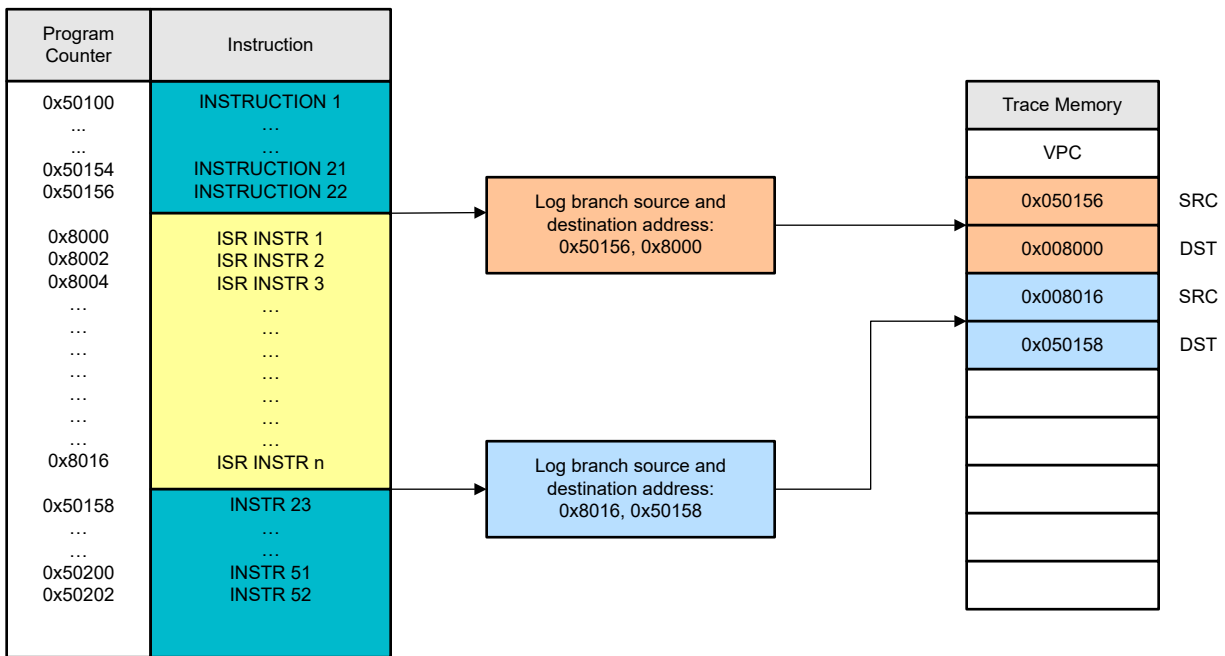 Program
Counter
Instruction
0x50100
INSTRUCTION 1
...
…
...
…
0x50154
INSTRUCTION 21
0x50156
INSTRUCTION 22
0x8000
ISR INSTR 1
0x8002
ISR INSTR 2
0x8004
ISR INSTR 3
…
…
…
…
…
…
…
…
…
…
…
…
…
…
0x8016
ISR INSTR n
0x50158
INSTR 23
…
…
…
…
0x50200
INSTR 51
0x50202
INSTR 52
Log branch source and
destination address:
0x50156, 0x8000
Log branch source and
destination address:
0x8016, 0x50158
Trace Memory
VPC
0x050156 SRC
0x008000 DST
0x008016 SRC
0x050158 DST